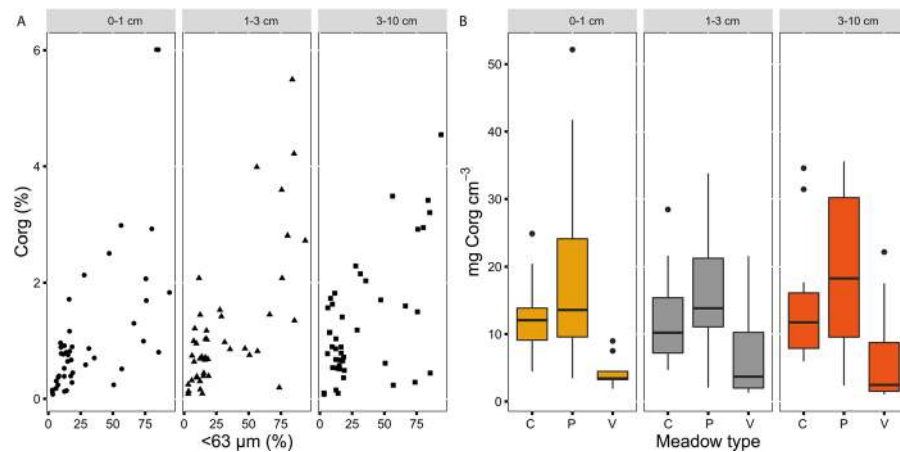 A
0-1 cm
1-3 cm
3-10 cm
B
0-1 cm
1-3 cm
3-10 cm
6
4
2
0
Corg (%)
0 25 50 75
0 25 50 75
0 25 50 75
<63 µm (%)
50
40
30
20
10
0
mg Corg cm⁻³
C P V
C P V
C P V
Meadow type